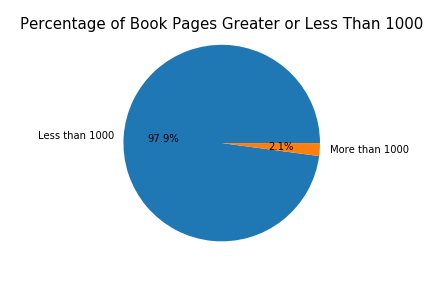 Percentage of Book Pages Greater or Less Than 1000
Less than 1000
97.9%
2.1%
More than 1000